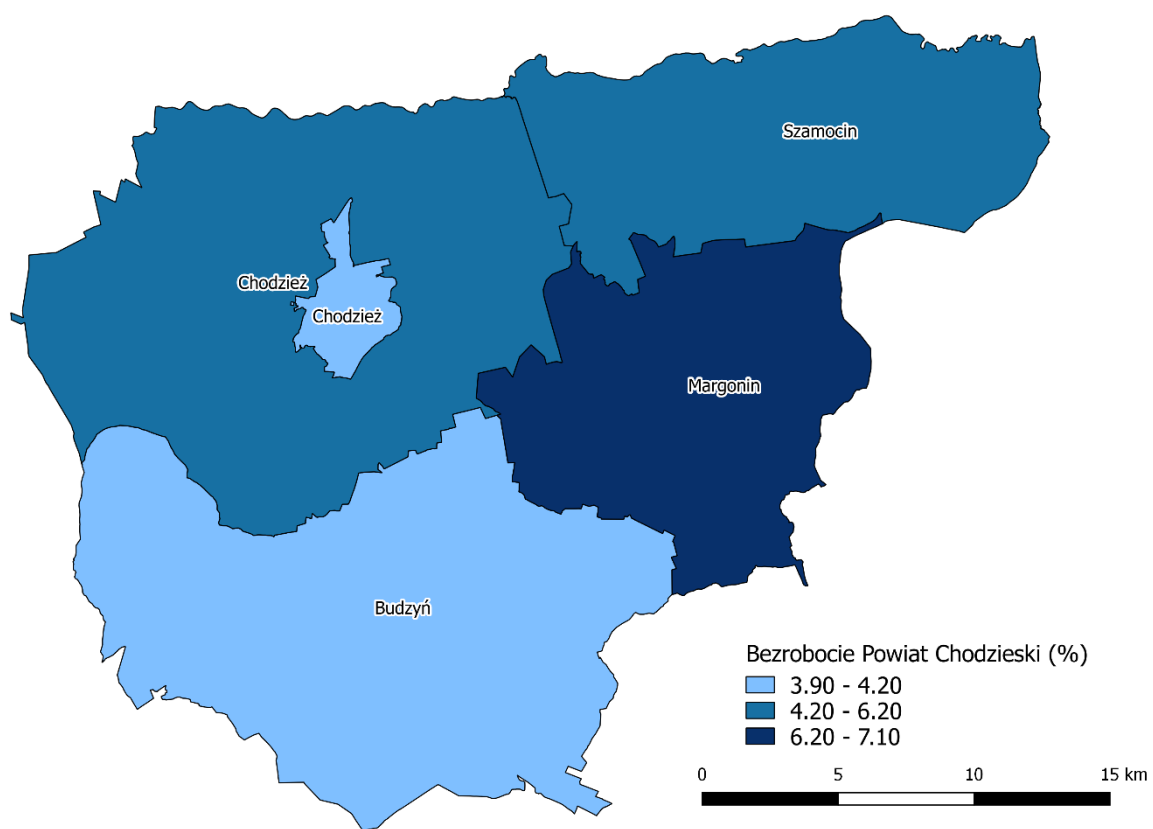 Szamocin
Chodzież
Chodzież
Margonin
Budzyń
Bezrobocie Powiat Chodzieski (%)
3.90 - 4.20
4.20 - 6.20
6.20 - 7.10
0 5 10 15 km